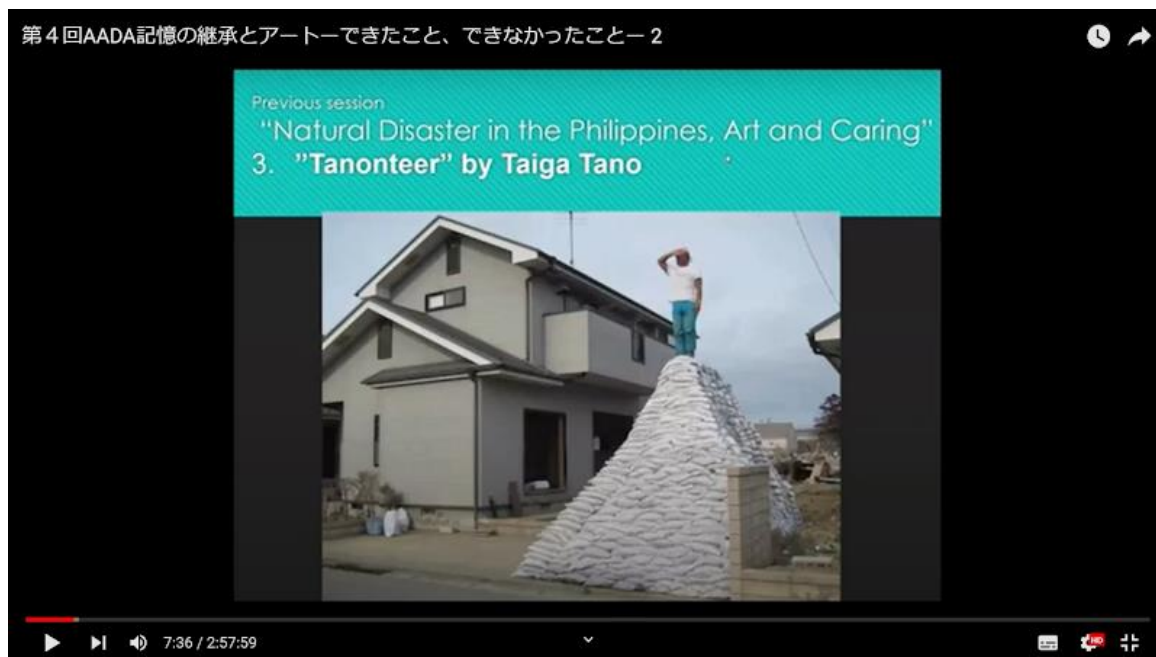 第４回AADA記憶の継承とアートーできたこと、できなかったことー 2
Previous session
“Natural Disaster in the Philippines, Art and Caring”
3. ”Tanonteer” by Taiga Tano
7:36 / 2:57:59
HD